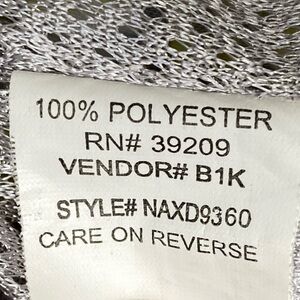 100% POLYESTER
RN# 39209
VENDOR# B1K
STYLE# NAXD9360
CARE ON REVERSE